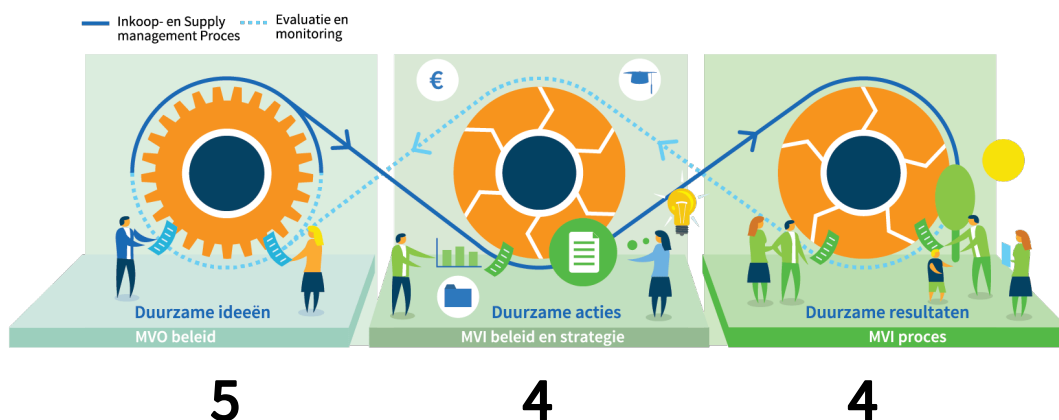 Inkoop- en Supply
management Proces
Evaluatie en
monitoring
€
Duurzame ideeën
Duurzame acties
Duurzame resultaten
MVO beleid
MVI beleid en strategie
MVI proces
5
4
4